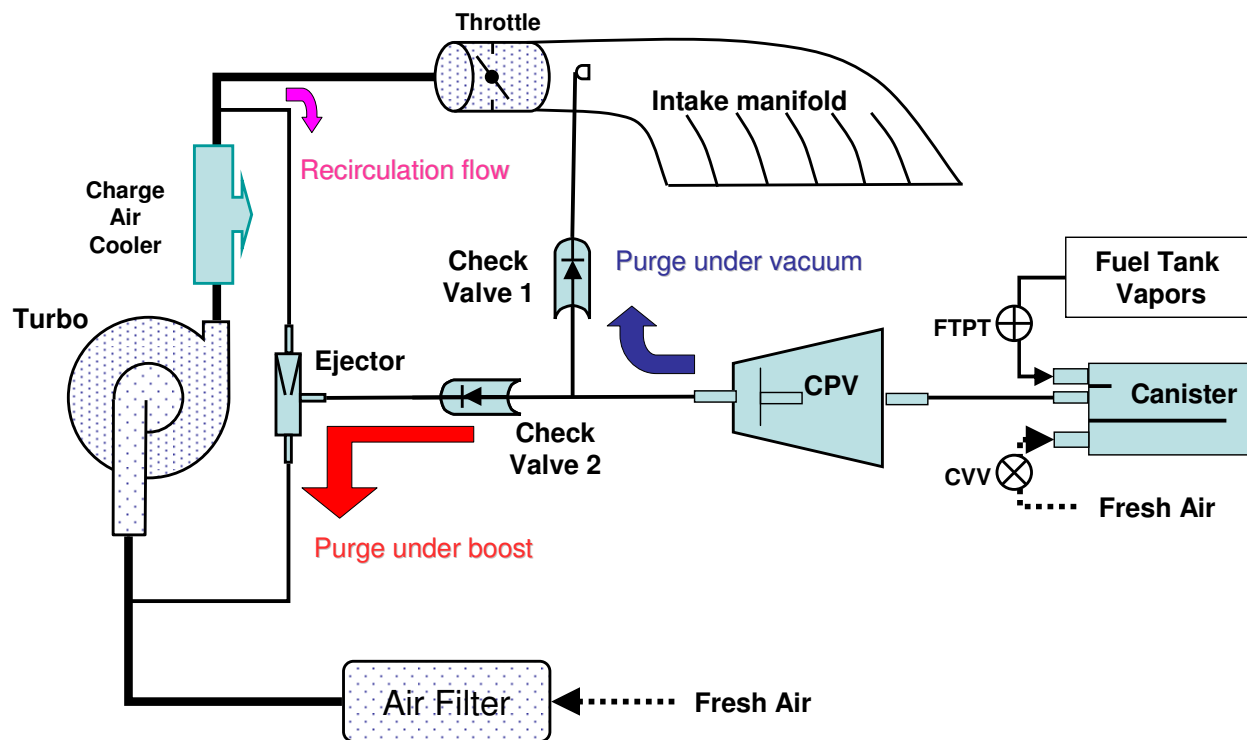 Throttle
Intake manifold
Recirculation flow
Charge
Air
Cooler
Check
Valve 1
Purge under vacuum
Fuel Tank
Vapors
FTPT
Turbo
Ejector
CPV
Canister
Check
Valve 2
CVV
Fresh Air
Purge under boost
Air Filter
Fresh Air